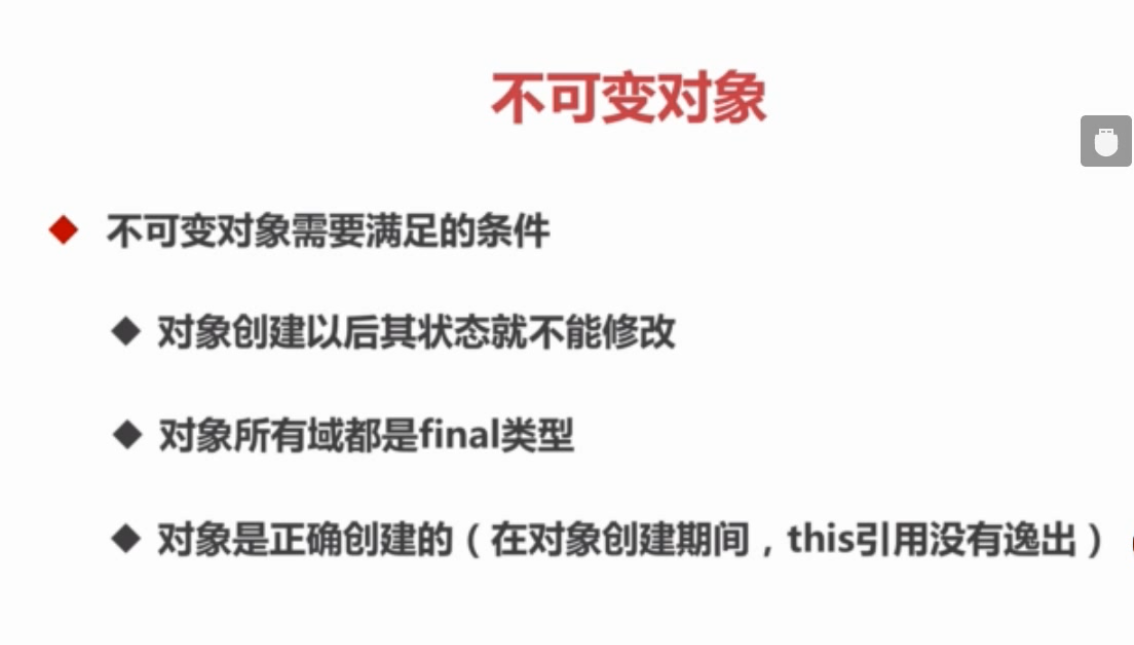 不可变对象
不可变对象需要满足的条件
对象创建以后其状态就不能修改
对象所有域都是final类型
对象是正确创建的（在对象创建期间，this引用没有逸出）